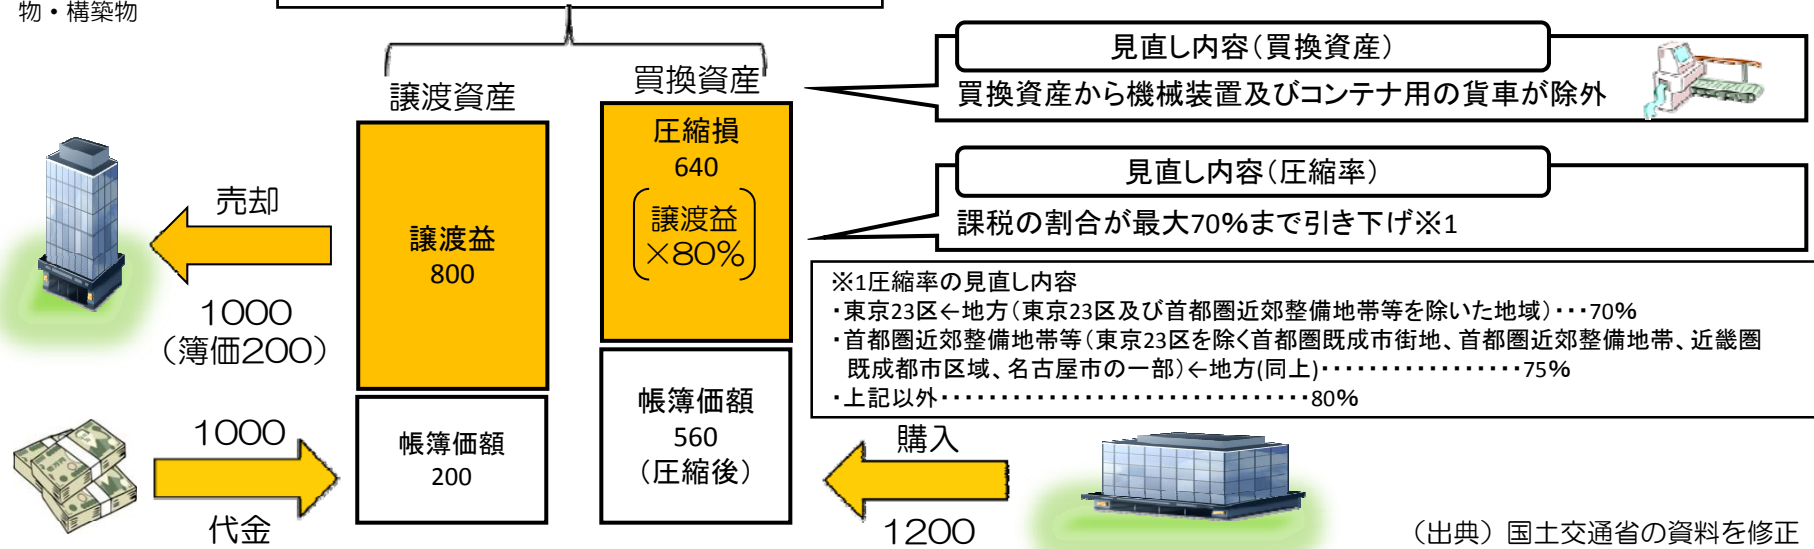 物・構築物
譲渡資産
買換資産
売却
1000
（簿価200）
1000
代金
譲渡益
800
帳簿価額
200
圧縮損
640
譲渡益
×80%
帳簿価額
560
（圧縮後）
購入
1200
見直し内容（買換資産）
買換資産から機械装置及びコンテナ用の貨車が除外
見直し内容（圧縮率）
課税の割合が最大70%まで引き下げ※1
※1圧縮率の見直し内容
・東京23区←地方（東京23区及び首都圏近郊整備地帯等を除いた地域）・・・70%
・首都圏近郊整備地帯等（東京23区を除く首都圏既成市街地、首都圏近郊整備地帯、近畿圏
既成都市区域、名古屋市の一部）←地方(同上)・・・・・・・・・・・・・・・・・75%
・上記以外・・・・・・・・・・・・・・・・・・・・・・・・・・・・・・・80%
（出典）国土交通省の資料を修正